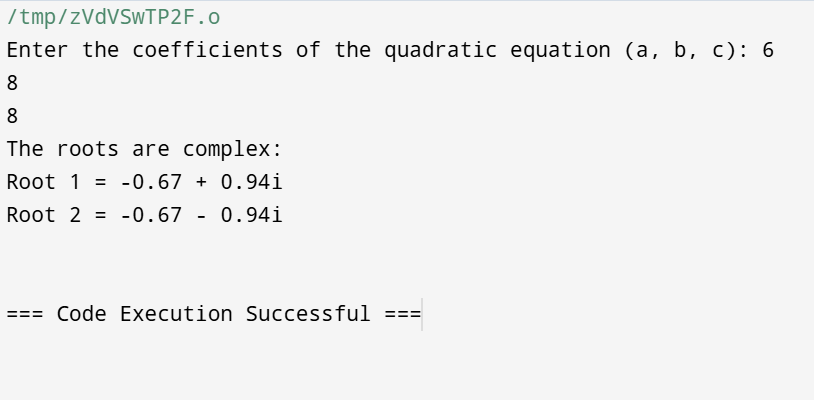 /tmp/zVdVSwTP2F.o
Enter the coefficients of the quadratic equation (a, b, c): 6
8
8
The roots are complex:
Root 1 = -0.67 + 0.94i
Root 2 = -0.67 - 0.94i
=== Code Execution Successful ===